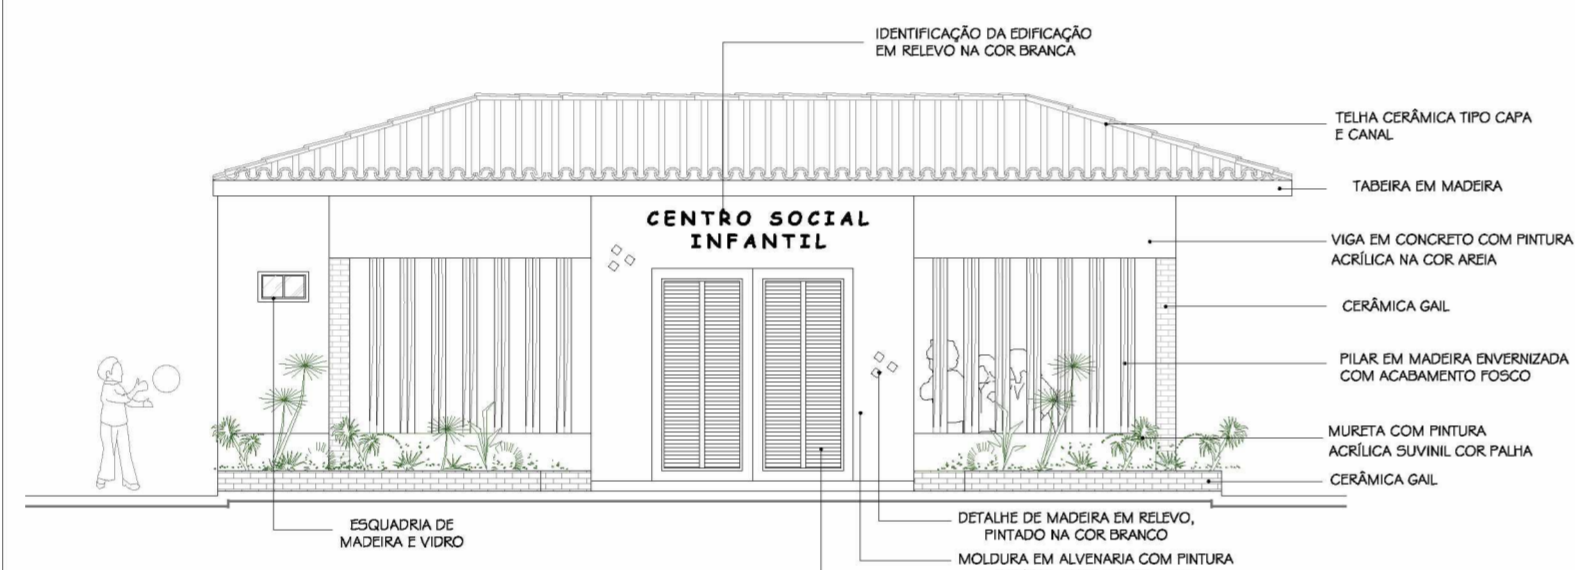 IDENTIFICAÇÃO DA EDIFICAÇÃO
EM RELEVO NA COR BRANCA
TELHA CERÂMICA TIPO CAPA
E CANAL
TABEIRA EM MADEIRA
CENTRO SOCIAL
INFANTIL
VIGA EM CONCRETO COM PINTURA
ACRÍLICA NA COR AREIA
CERÂMICA GAIL
PILAR EM MADEIRA ENVERNIZADA
COM ACABAMENTO FOSCO
MURETA COM PINTURA
ACRÍLICA SUVINIL COR PALHA
CERÂMICA GAIL
ESQUADRIA DE
MADEIRA E VIDRO
DETALHE DE MADEIRA EM RELEVO,
PINTADO NA COR BRANCO
MOLDURA EM ALVENARIA COM PINTURA